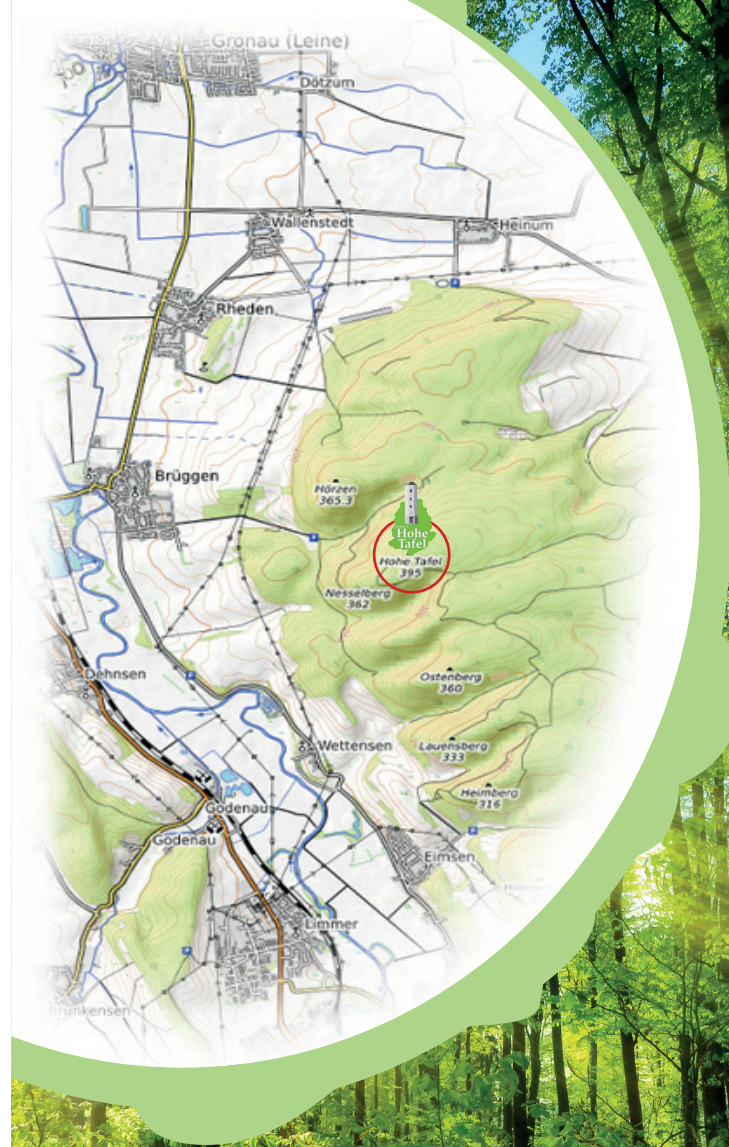 Gronau (Leine)
Dötzum
Wallenstedt
Heinum
P
Rheden
Brüggen
Hörzen
365.3
Hohe
Tafel
P
Hohe Tafel
395
Nesselberg
362
Dehnsen
P
Ostenberg
360
Wettensen
Lauensberg
333
Heimberg
316
Godenau
P
Godenau
Eimsen
Limmer
P
Brunkensen